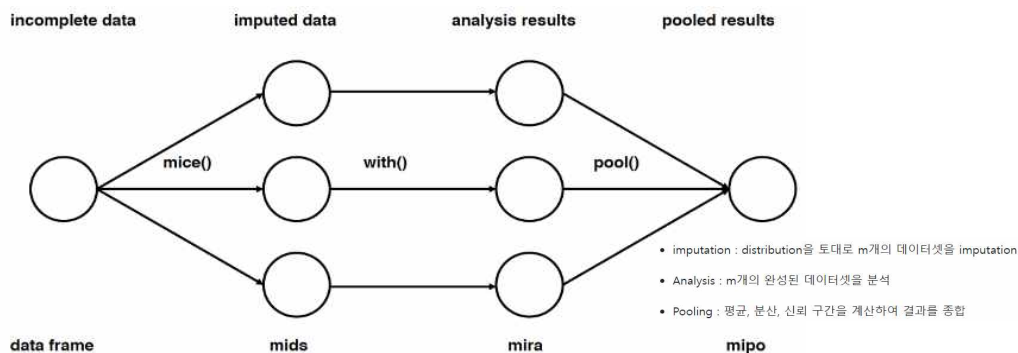 incomplete data imputed data analysis results pooled results
mice() with() pool()
• imputation : distribution을 토대로 m개의 데이터셋을 imputation
• Analysis : m개의 완성된 데이터셋을 분석
• Pooling : 평균, 분산, 신뢰 구간을 계산하여 결과를 종합
data frame mids mira mipo